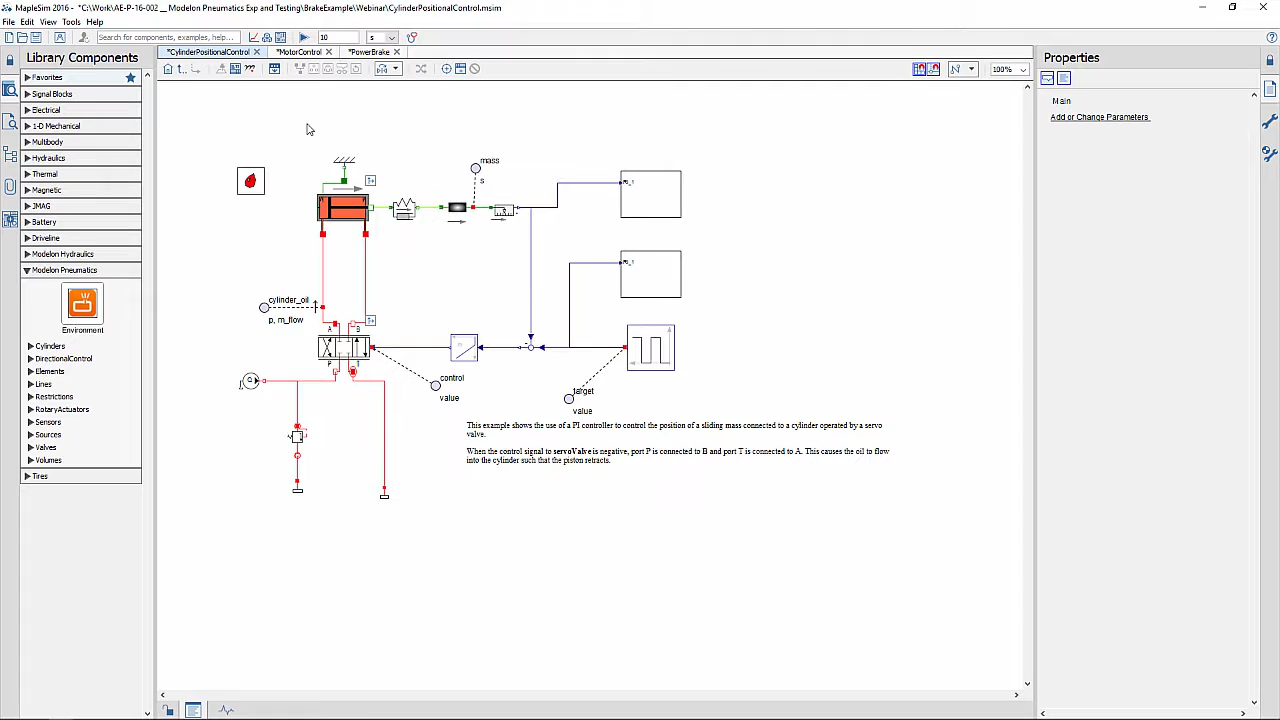 MapleSim 2016 - *C:\Work\AE-P-16-002 _ Modelon Pneumatics Exp and Testing\BrakeExample\Webinar\CylinderPositionalControl.msim
File Edit View Tools Help
Search for components, examples, help... 10 s
Library Components
*CylinderPositionalControl *MotorControl *PowerBrake
Properties
100%
Favorites
Signal Blocks
Electrical
1-D Mechanical
Multibody
Hydraulics
Thermal
Magnetic
JMAG
Battery
Driveline
Modelon Hydraulics
Modelon Pneumatics
Environment
Cylinders
DirectionalControl
Elements
Lines
Restrictions
RotaryActuators
Sensors
Sources
Valves
Volumes
Tires
mass
s
cylinder_oil
p, m_flow
A B
P T
control
value
target
value
This example shows the use of a PI controller to control the position of a sliding mass connected to a cylinder operated by a servo
valve.
When the control signal to servoValve is negative, port P is connected to B and port T is connected to A. This causes the oil to flow
into the cylinder such that the piston retracts.
Main
Add or Change Parameters